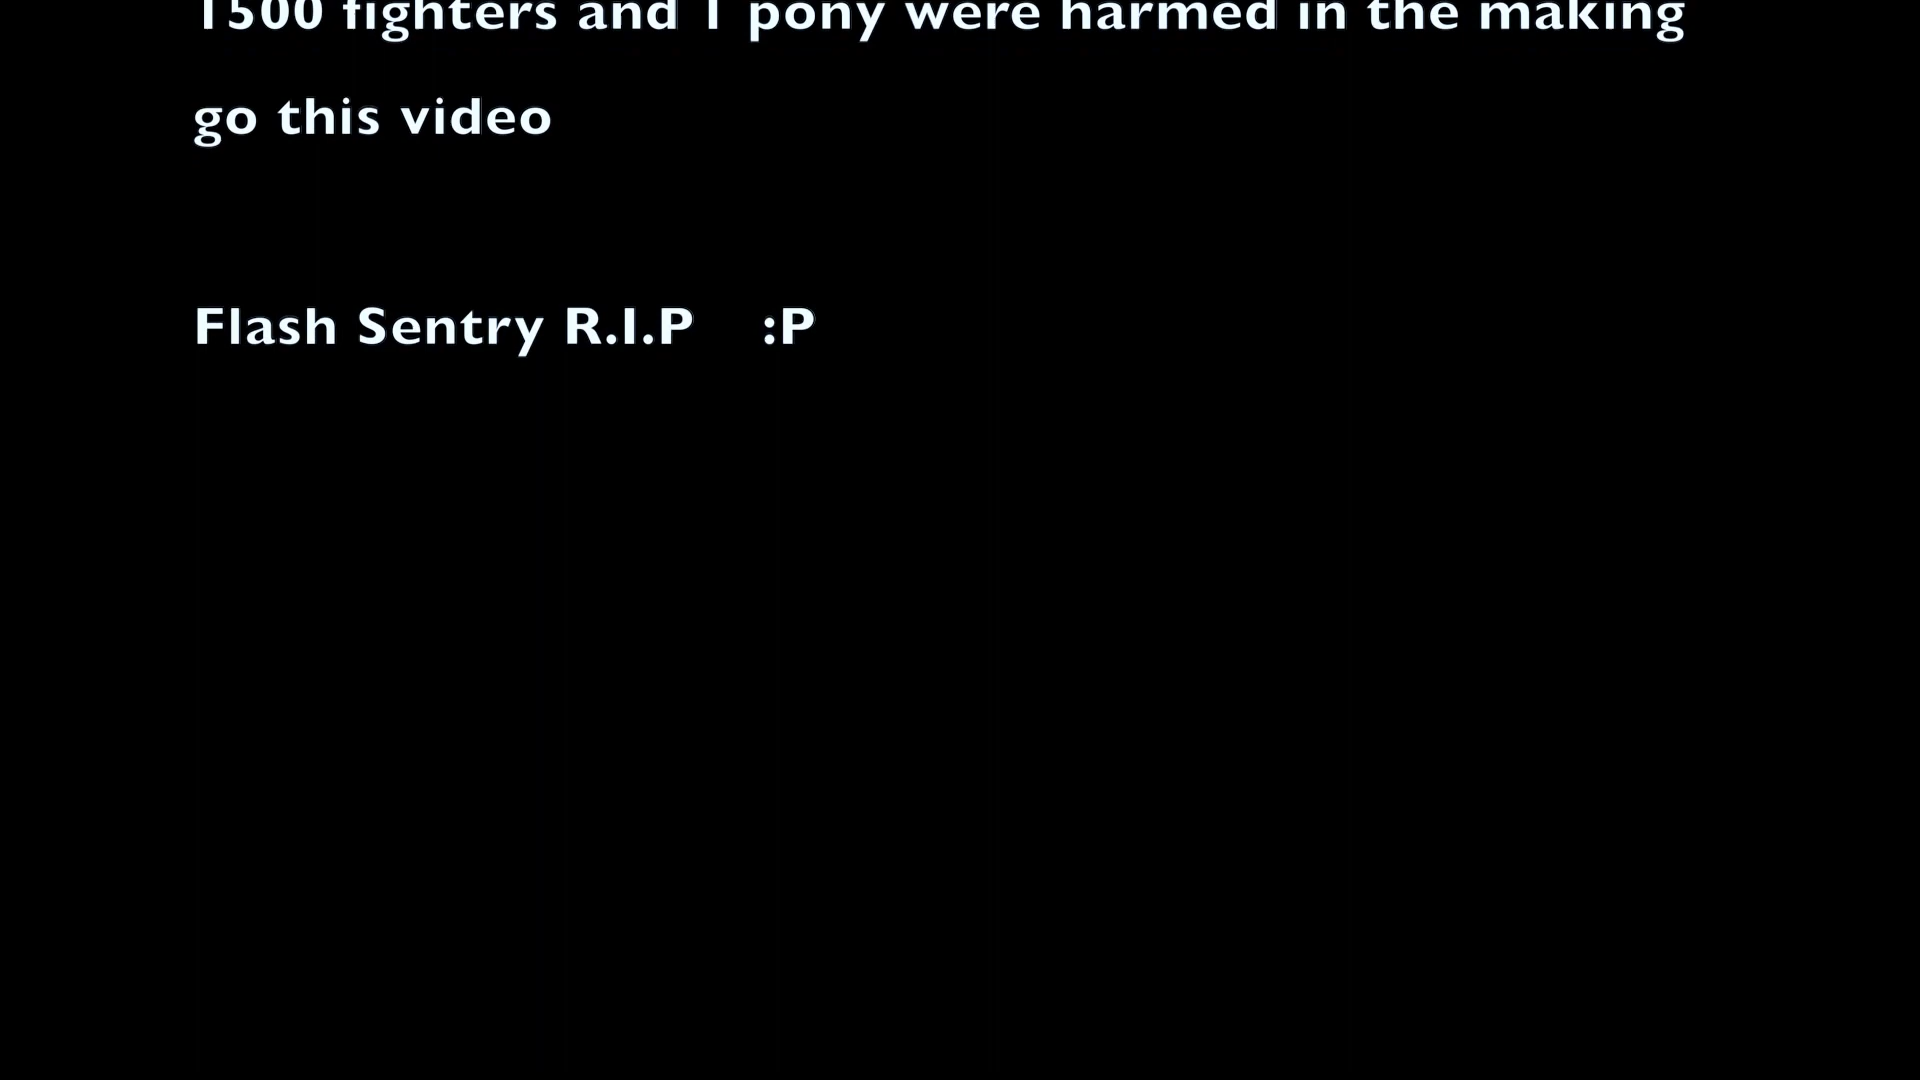 1500 fighters and 1 pony were harmed in the making
go this video
Flash Sentry R.I.P :P